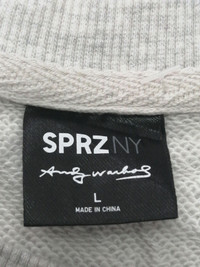 SPRZ NY
Andy Warhol
L
MADE IN CHINA